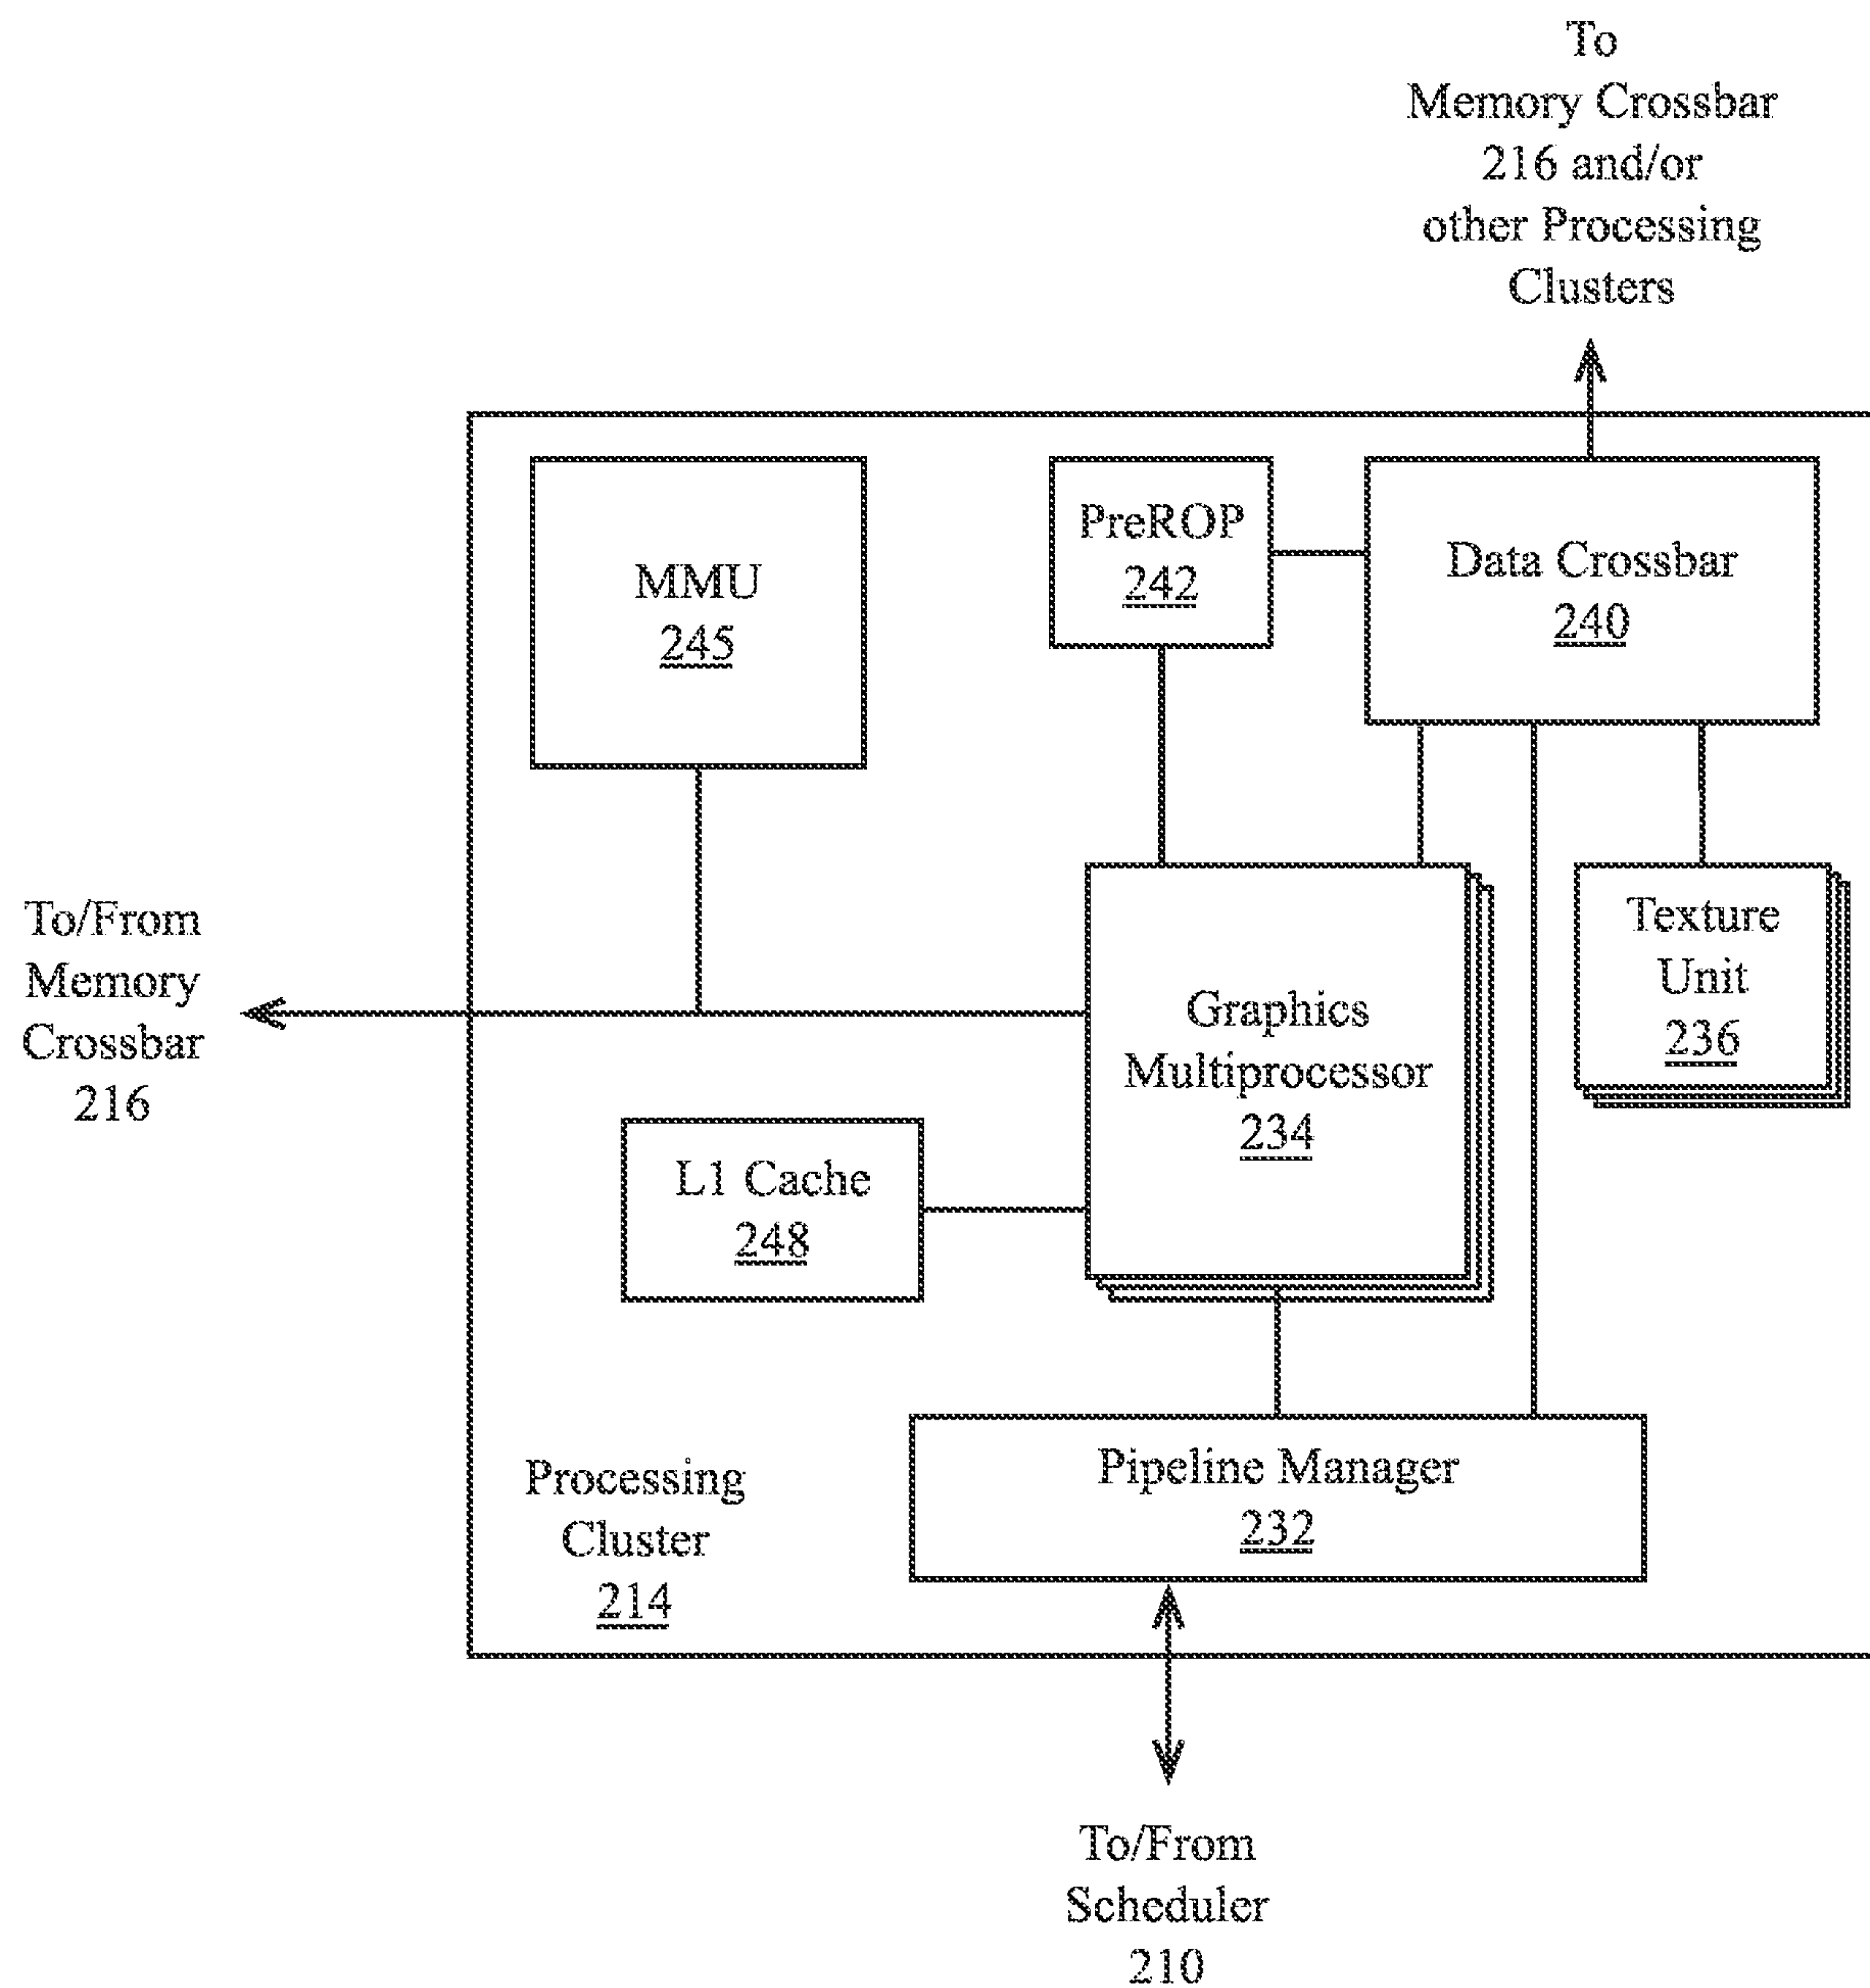 To
Memory Crossbar
216 and/or
other Processing
Clusters
MMU
245
PreROP
242
Data Crossbar
240
To/From
Memory
Crossbar
216
Graphics
Multiprocessor
234
Texture
Unit
236
L1 Cache
248
Processing
Cluster
214
Pipeline Manager
232
To/From
Scheduler
210